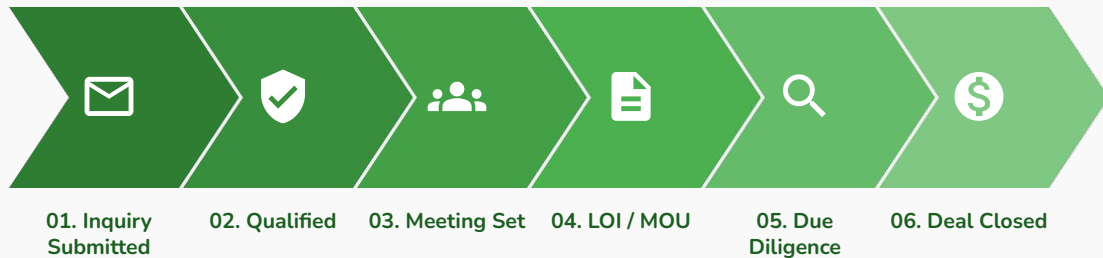 01. Inquiry
Submitted
02. Qualified
03. Meeting Set
04. LOI / MOU
05. Due
Diligence
06. Deal Closed